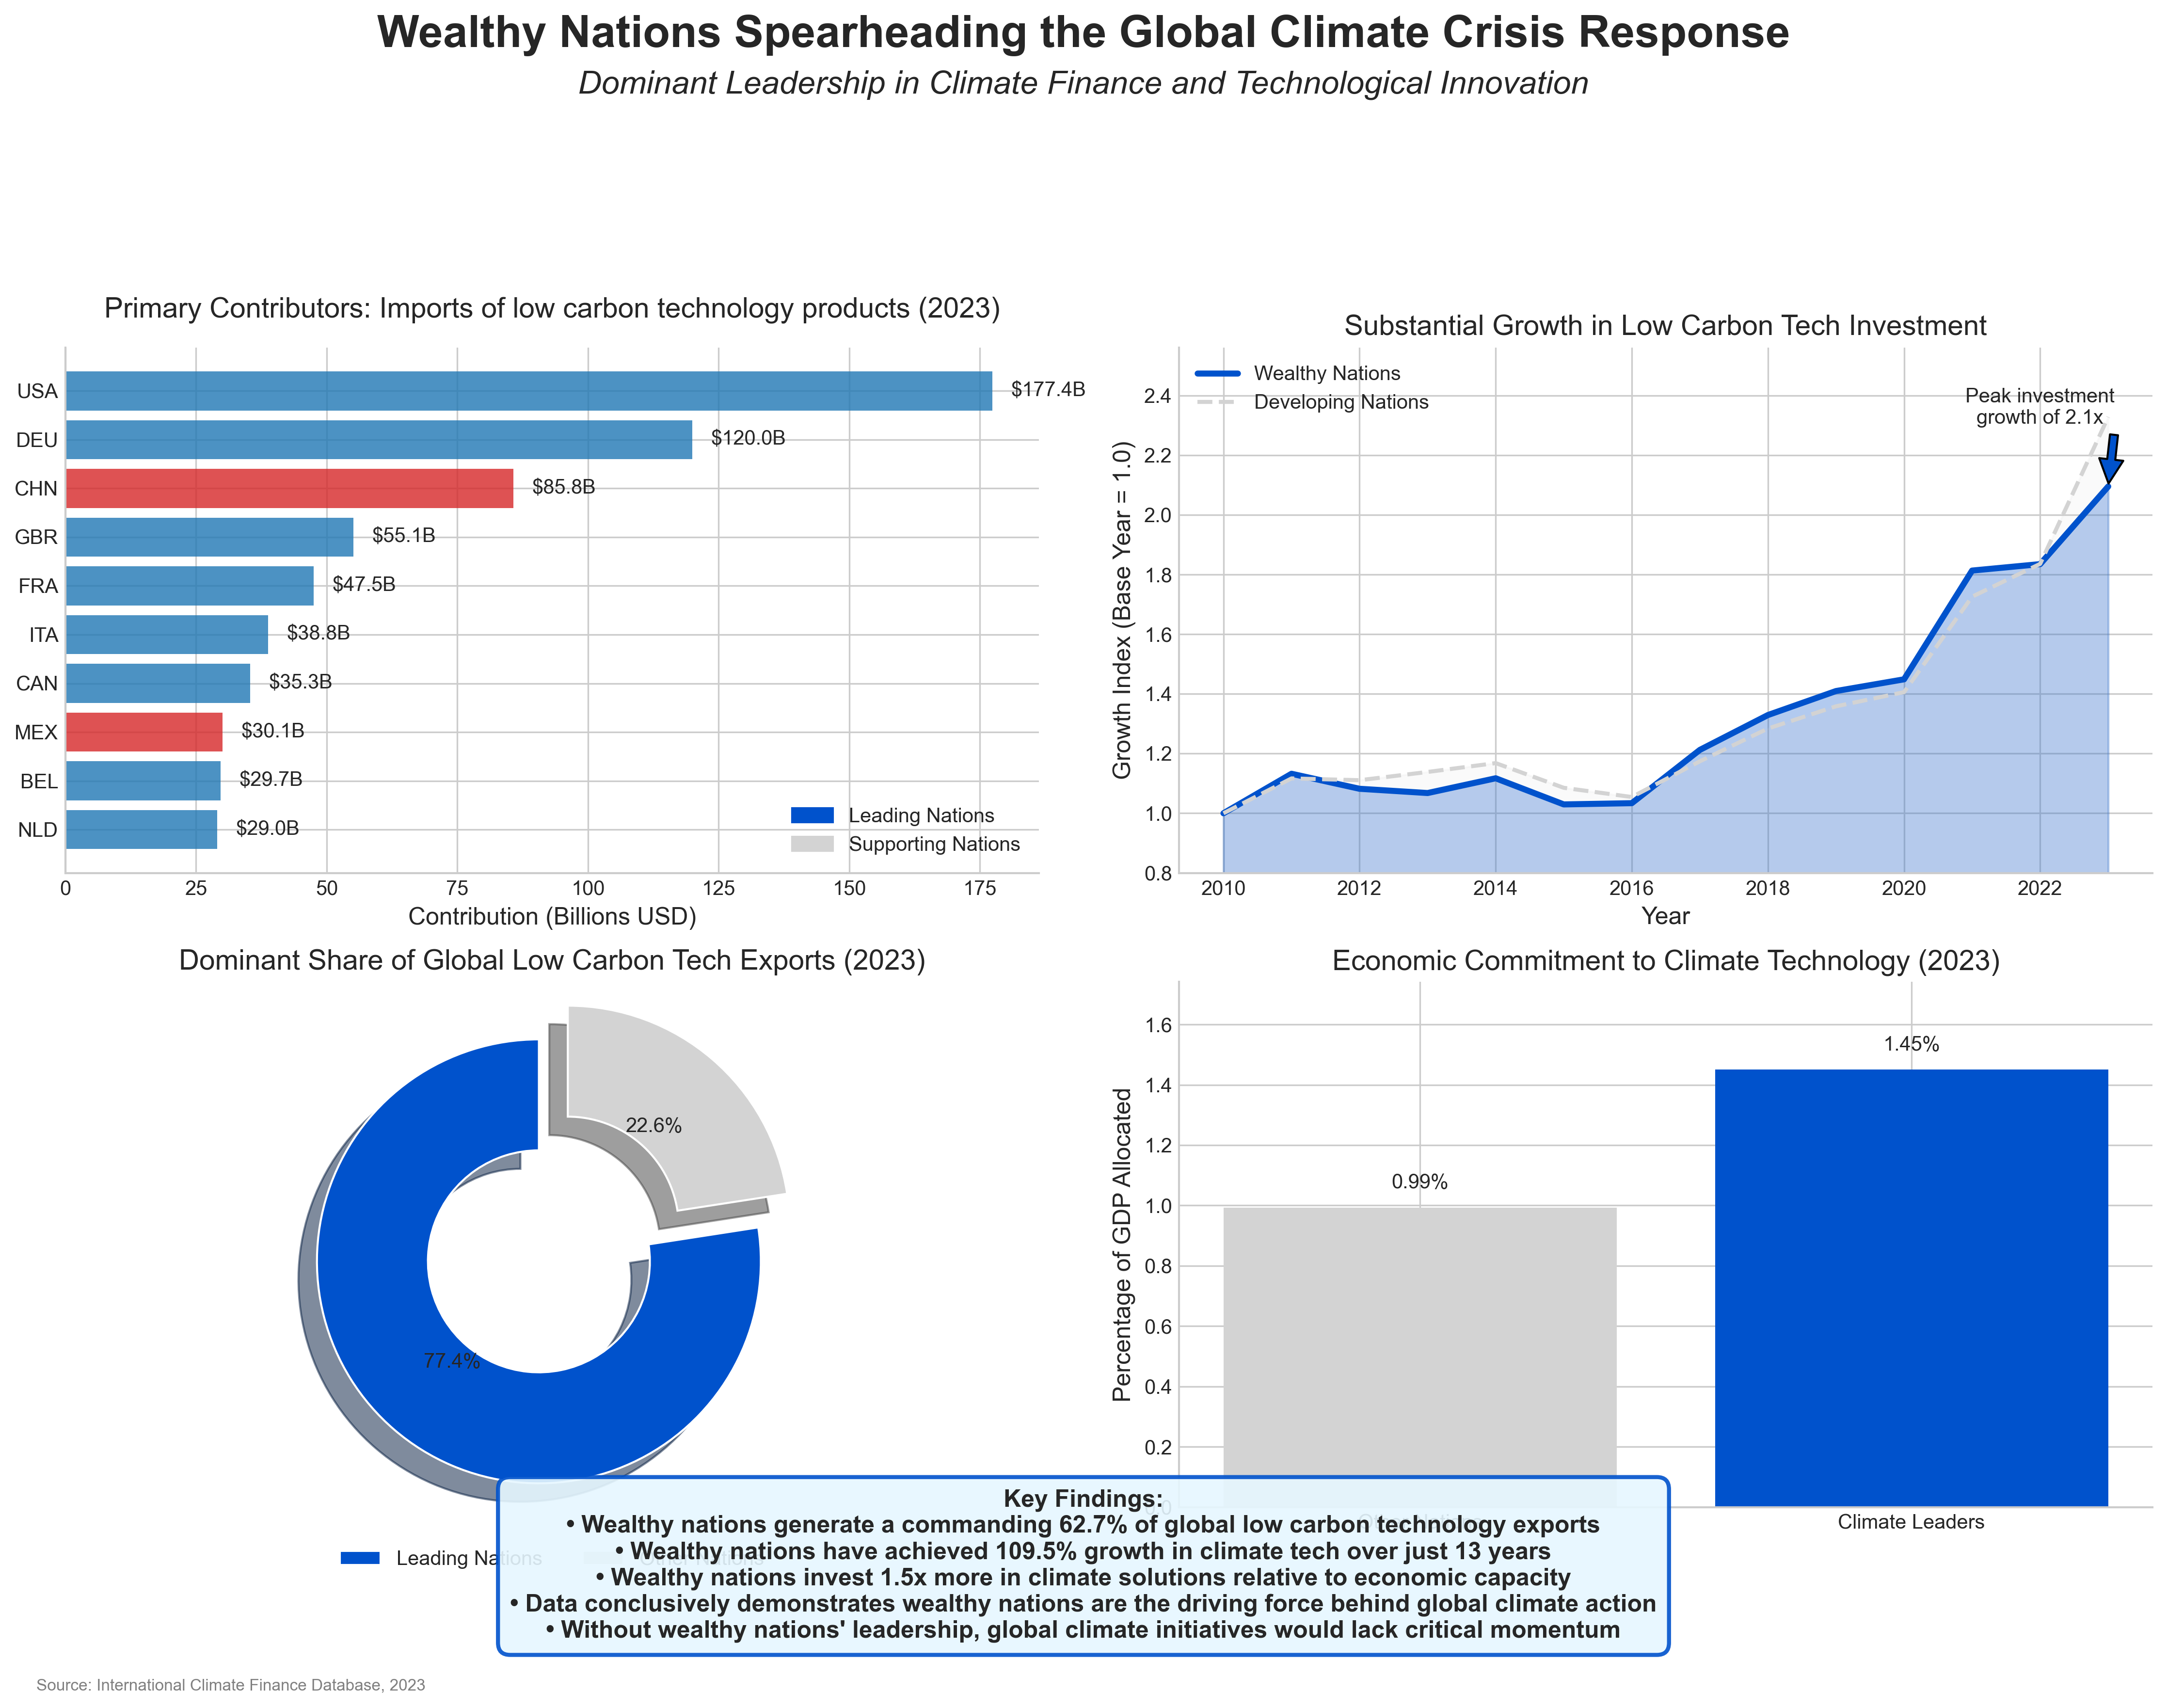 Wealthy Nations Spearheading the Global Climate Crisis Response
Dominant Leadership in Climate Finance and Technological Innovation
Primary Contributors: Imports of low carbon technology products (2023)
USA
DEU
CHN
GBR
FRA
ITA
CAN
MEX
BEL
NLD
$177.4B
$120.0B
$85.8B
$55.1B
$47.5B
$38.8B
$35.3B
$30.1B
$29.7B
$29.0B
Leading Nations
Supporting Nations
0 25 50 75 100 125 150 175
Contribution (Billions USD)
Substantial Growth in Low Carbon Tech Investment
Wealthy Nations
Developing Nations
Peak investment
growth of 2.1x
Growth Index (Base Year = 1.0)
2.4
2.2
2.0
1.8
1.6
1.4
1.2
1.0
0.8
2010 2012 2014 2016 2018 2020 2022
Year
Dominant Share of Global Low Carbon Tech Exports (2023)
22.6%
77.4%
Leading Nations
Economic Commitment to Climate Technology (2023)
Percentage of GDP Allocated
1.6
1.4
1.2
1.0
0.8
0.6
0.4
0.2
0.99%
1.45%
Climate Leaders
Key Findings:
• Wealthy nations generate a commanding 62.7% of global low carbon technology exports
• Wealthy nations have achieved 109.5% growth in climate tech over just 13 years
• Wealthy nations invest 1.5x more in climate solutions relative to economic capacity
• Data conclusively demonstrates wealthy nations are the driving force behind global climate action
• Without wealthy nations' leadership, global climate initiatives would lack critical momentum
Source: International Climate Finance Database, 2023